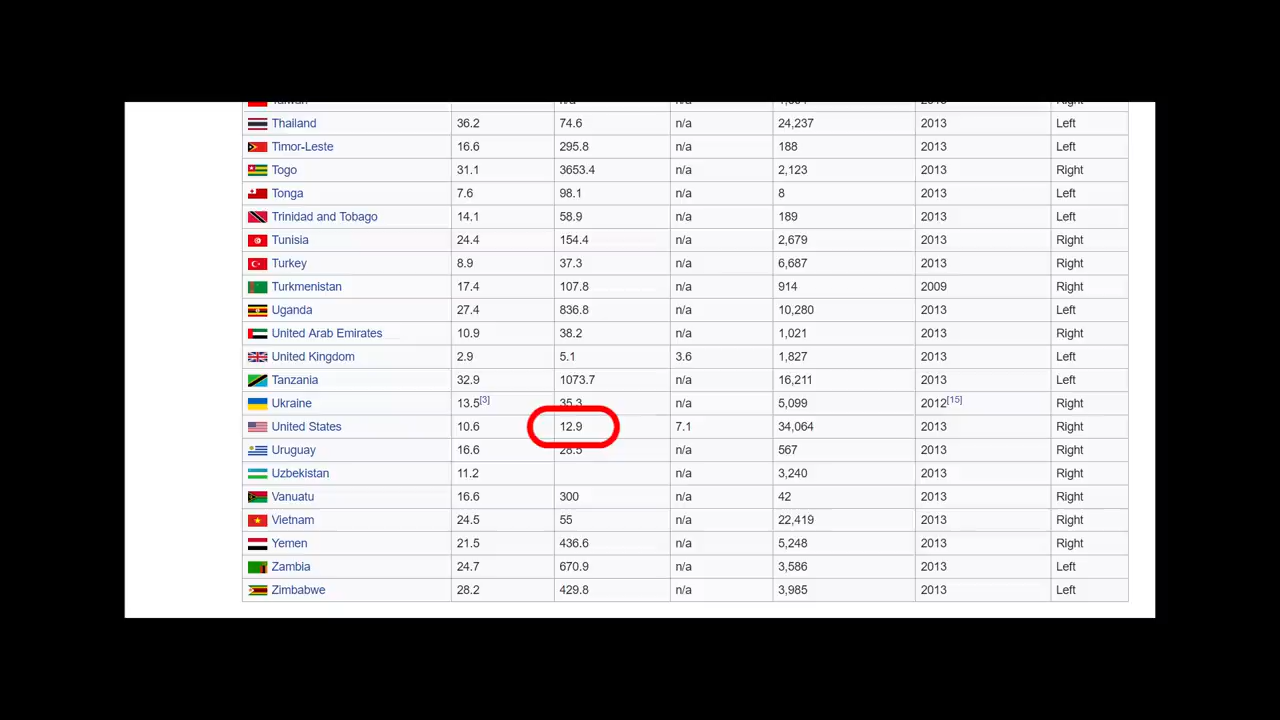 Thailand 36.2 74.6 n/a 24,237 2013 Left
Timor-Leste 16.6 295.8 n/a 188 2013 Left
Togo 31.1 3653.4 n/a 2,123 2013 Right
Tonga 7.6 98.1 n/a 8 2013 Left
Trinidad and Tobago 14.1 58.9 n/a 189 2013 Left
Tunisia 24.4 154.4 n/a 2,679 2013 Right
Turkey 8.9 37.3 n/a 6,687 2013 Right
Turkmenistan 17.4 107.8 n/a 914 2009 Right
Uganda 27.4 836.8 n/a 10,280 2013 Left
United Arab Emirates 10.9 38.2 n/a 1,021 2013 Right
United Kingdom 2.9 5.1 3.6 1,827 2013 Left
Tanzania 32.9 1073.7 n/a 16,211 2013 Left
Ukraine 13.5[3] 35.3 n/a 5,099 2012[15] Right
United States 10.6 12.9 7.1 34,064 2013 Right
Uruguay 16.6 28.5 n/a 567 2013 Right
Uzbekistan 11.2 n/a 3,240 2013 Right
Vanuatu 16.6 300 n/a 42 2013 Right
Vietnam 24.5 55 n/a 22,419 2013 Right
Yemen 21.5 436.6 n/a 5,248 2013 Right
Zambia 24.7 670.9 n/a 3,586 2013 Left
Zimbabwe 28.2 429.8 n/a 3,985 2013 Left